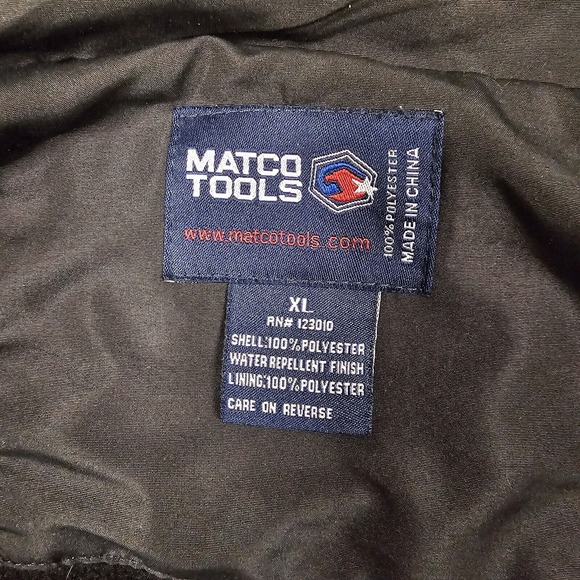 MATCO
TOOLS
www.matcotools.com
100% POLYESTER
MADE IN CHINA
XL
RN# 123010
SHELL:100%POLYESTER
WATER REPELLENT FINISH
LINING:100%POLYESTER
CARE ON REVERSE